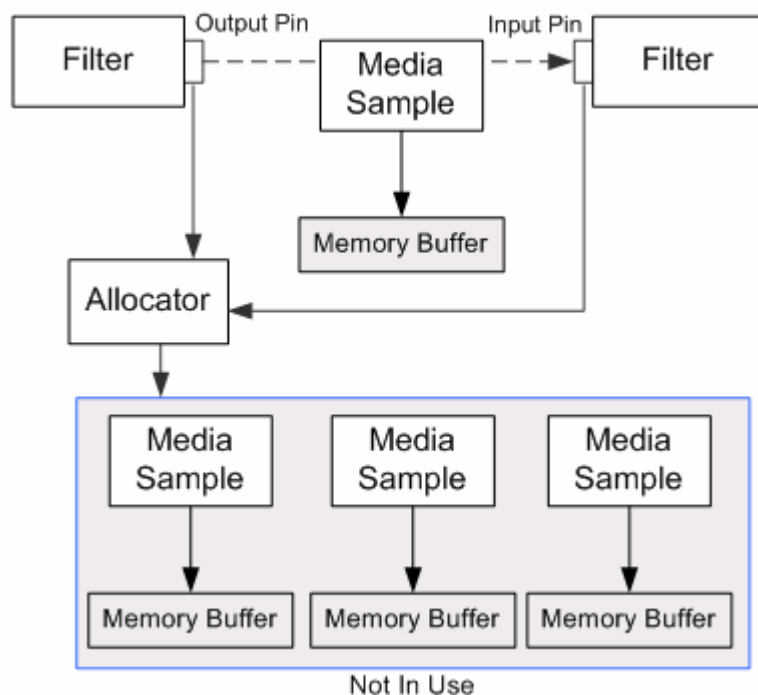 Output Pin
Input Pin
Filter
Media
Sample
Filter
Memory Buffer
Allocator
Media
Sample
Media
Sample
Media
Sample
Memory Buffer
Memory Buffer
Memory Buffer
Not In Use